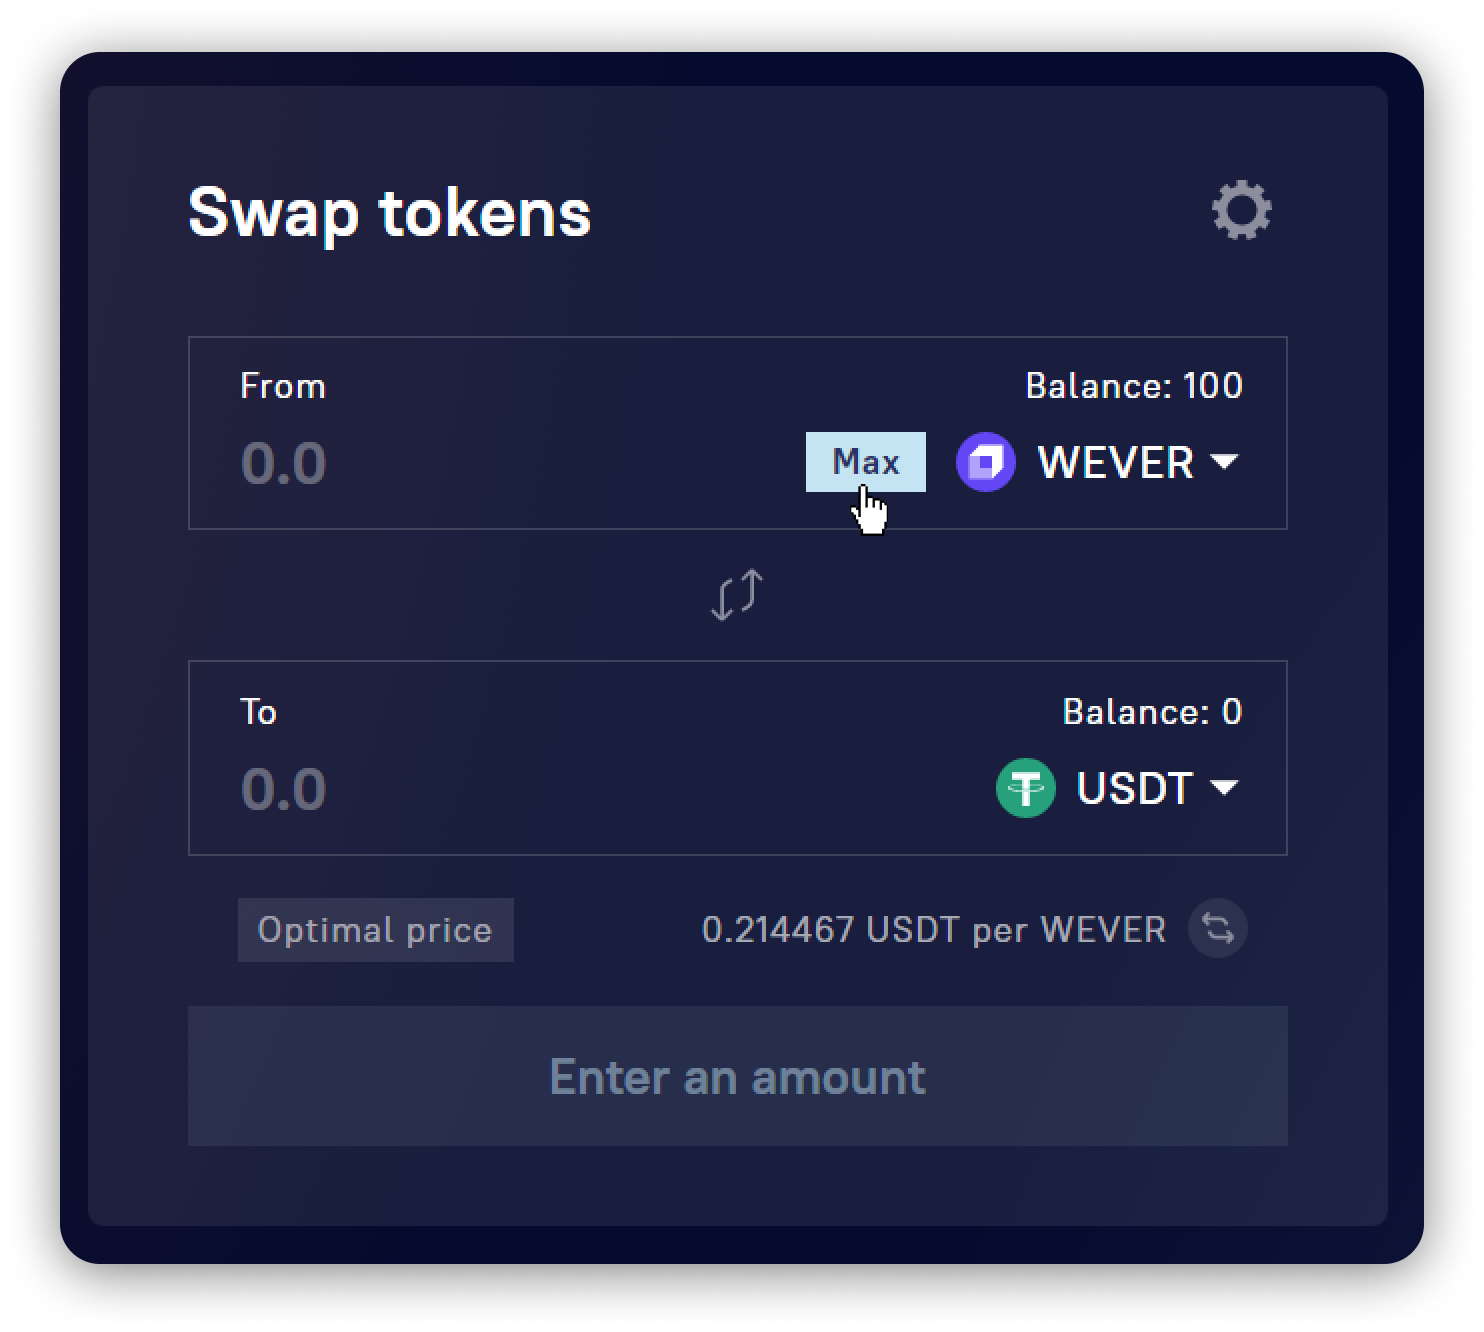 Swap tokens
From
Balance: 100
0.0
Max
WEVER
To
Balance: 0
0.0
USDT
Optimal price
0.214467 USDT per WEVER
Enter an amount